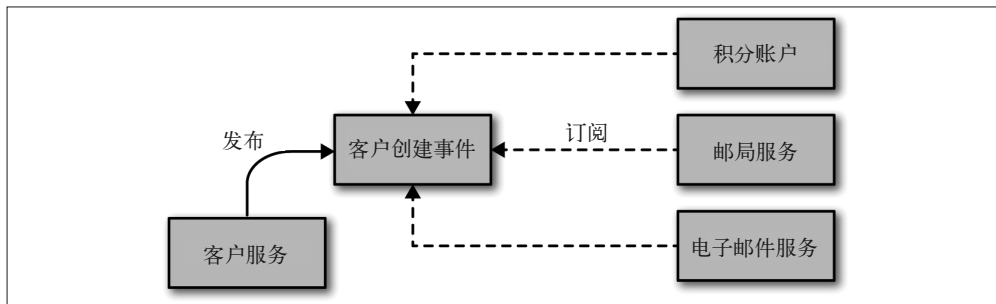 积分账户
发布
客户创建事件
订阅
邮局服务
客户服务
电子邮件服务